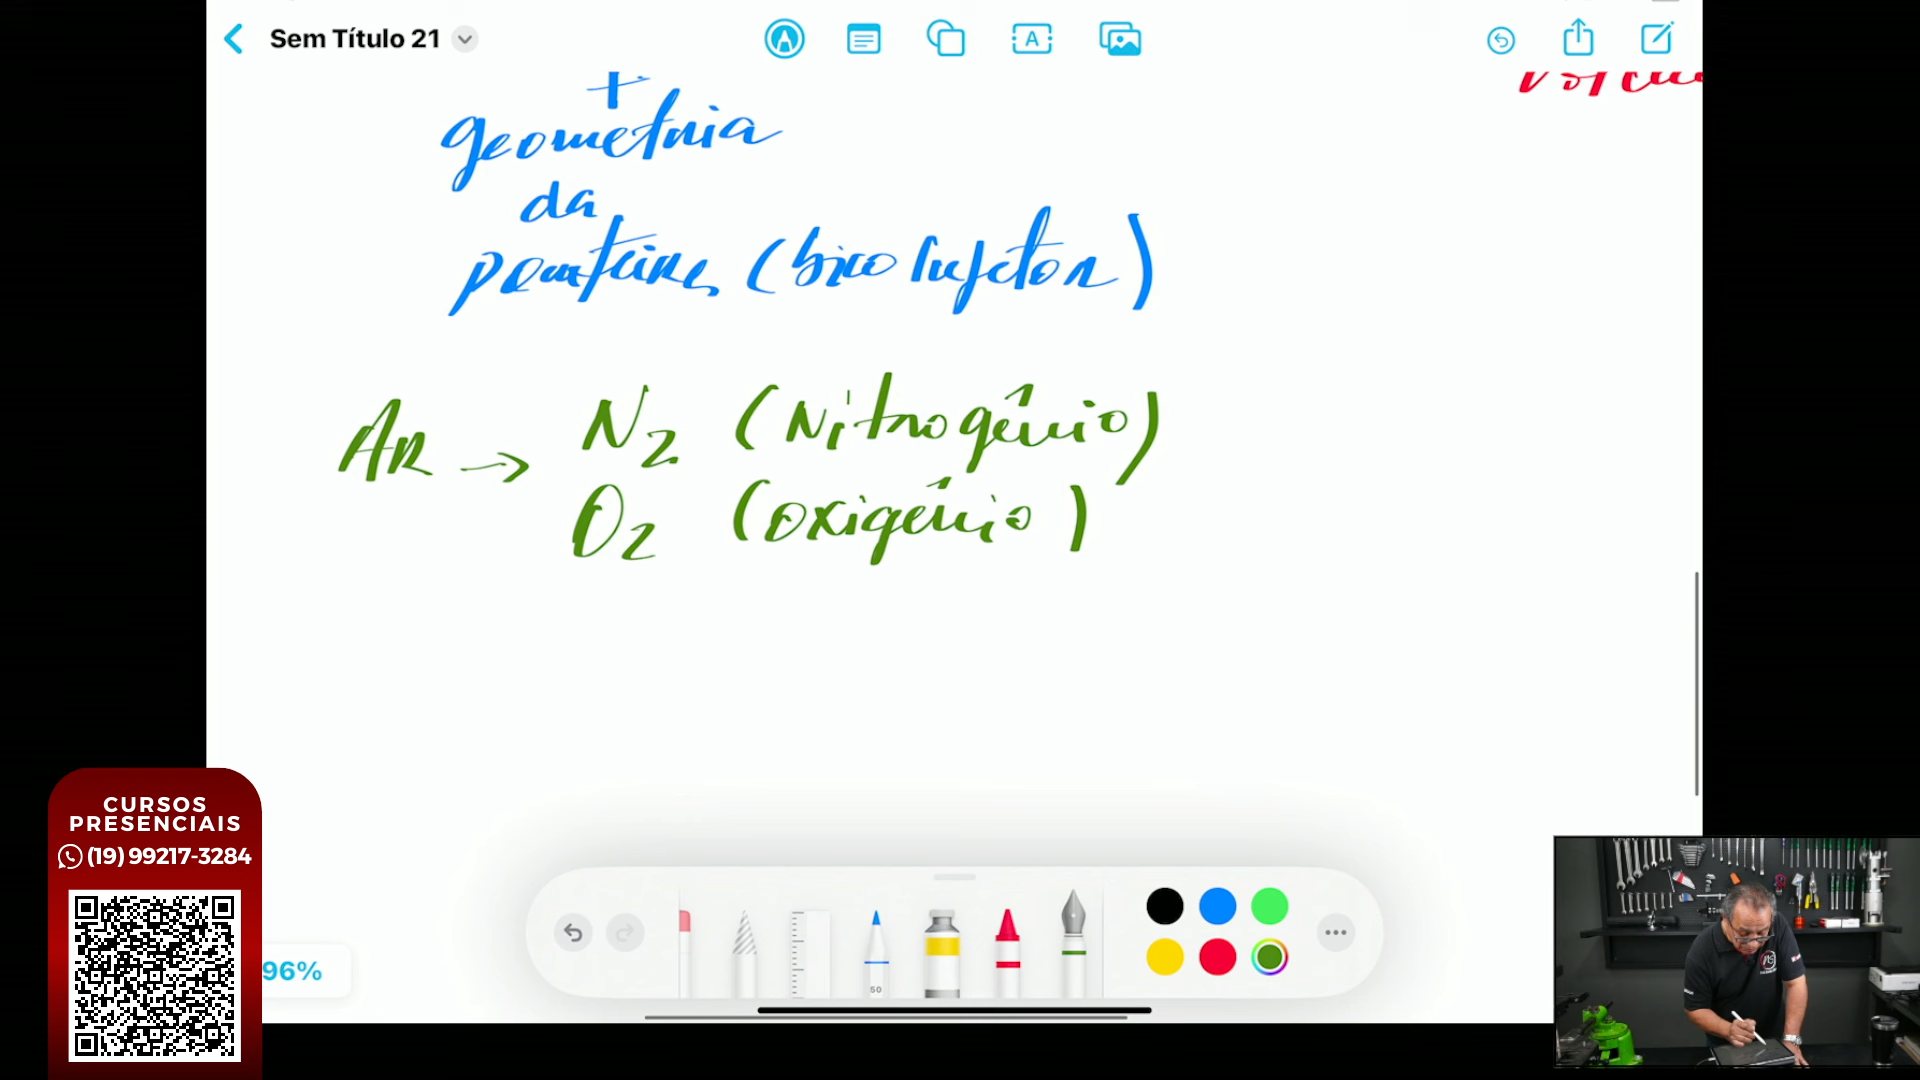 Sem Título 21
A
+
geometria
da
ponteira (bico Injetor)
AR → N2 (Nitrogênio)
O2 (oxigênio)
CURSOS
PRESENCIAIS
(19) 99217-3284
96%
50